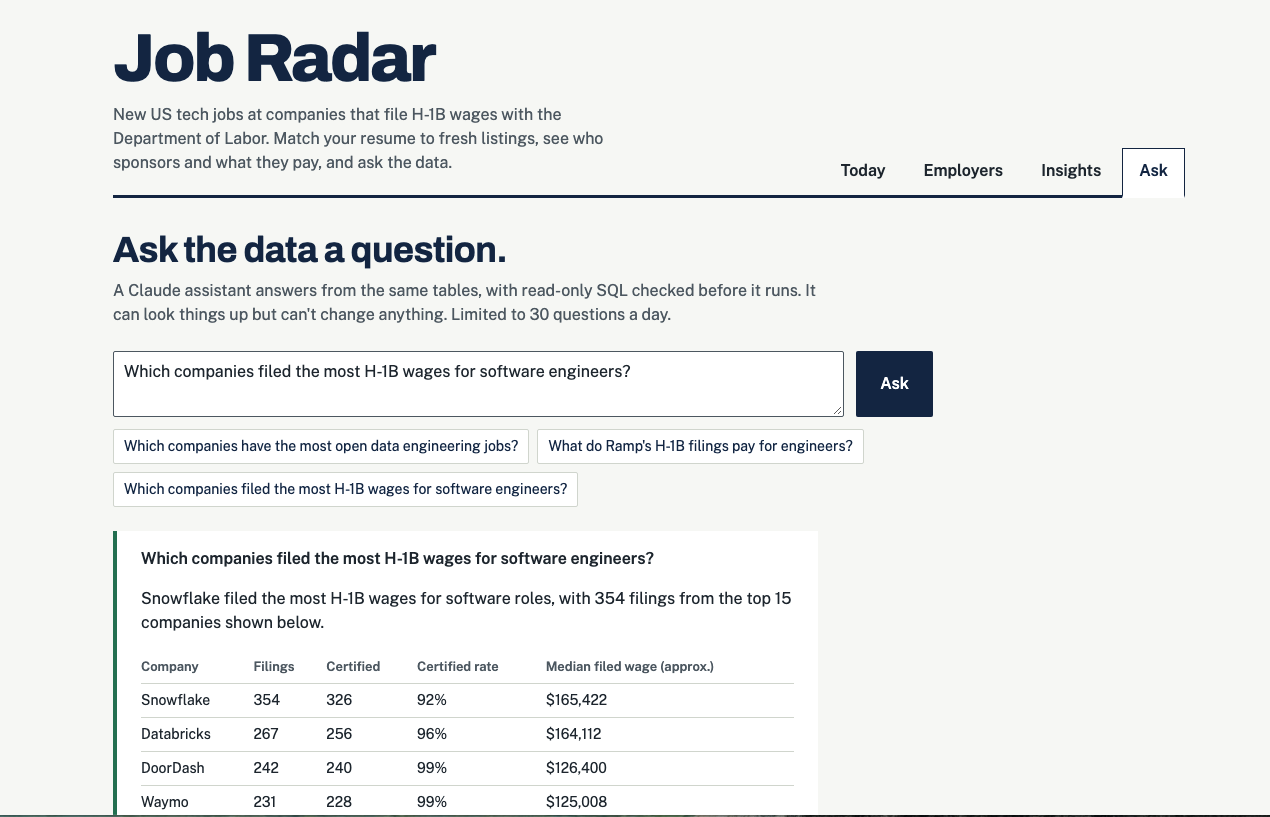 Job Radar
New US tech jobs at companies that file H-1B wages with the
Department of Labor. Match your resume to fresh listings, see who
sponsors and what they pay, and ask the data.
Today Employers Insights Ask
Ask the data a question.
A Claude assistant answers from the same tables, with read-only SQL checked before it runs. It
can look things up but can't change anything. Limited to 30 questions a day.
Which companies filed the most H-1B wages for software engineers?
Ask
Which companies have the most open data engineering jobs? What do Ramp's H-1B filings pay for engineers?
Which companies filed the most H-1B wages for software engineers?
Which companies filed the most H-1B wages for software engineers?
Snowflake filed the most H-1B wages for software roles, with 354 filings from the top 15
companies shown below.
Company Filings Certified Certified rate Median filed wage (approx.)
Snowflake 354 326 92% $165,422
Databricks 267 256 96% $164,112
DoorDash 242 240 99% $126,400
Waymo 231 228 99% $125,008